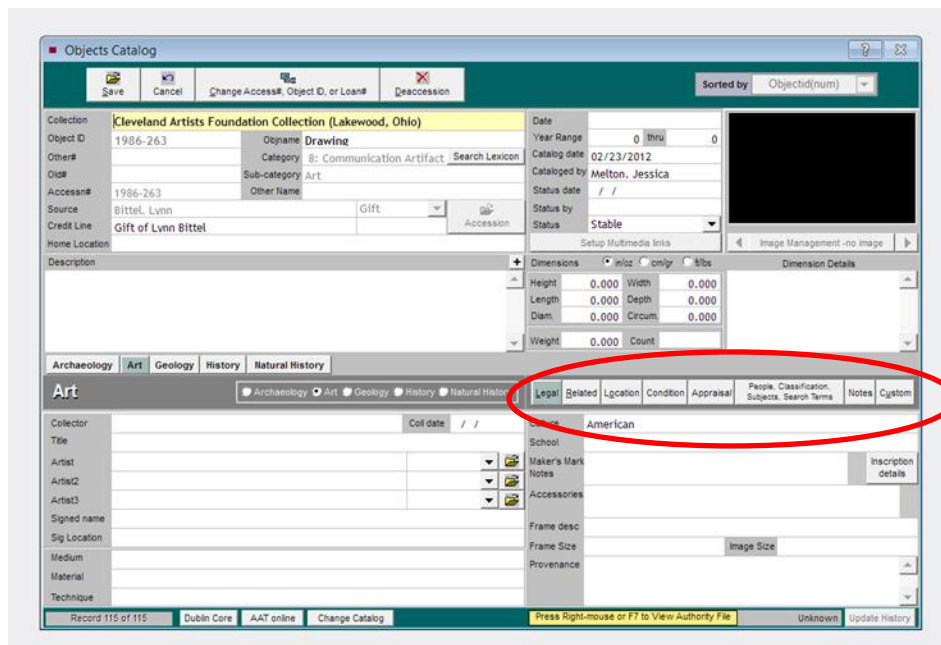 Objects Catalog
Save Cancel Change Access#, Object ID, or Loan# Deaccession Sorted by Objectid(num)
Collection Cleveland Artists Foundation Collection (Lakewood, Ohio) Date
Object ID 1986-263 Objname Drawing Year Range 0 thru 0
Other# Category 8: Communication Artifact Search Lexicon Catalog date 02/23/2012
Old# Sub-category Art Cataloged by Melton, Jessica
Accessn# 1986-263 Other Name Status date / /
Source Bittel, Lynn Gift Accession Status by
Credit Line Gift of Lynn Bittel Status Stable
Home Location Setup Multimedia links Image Management -no image
Description + Dimensions in/oz cm/gr ft/lbs Dimension Details
Height 0.000 Width 0.000
Length 0.000 Depth 0.000
Diam. 0.000 Circum. 0.000
Weight 0.000 Count
Archaeology Art Geology History Natural History
Art Archaeology Art Geology History Natural History Legal Related Location Condition Appraisal People, Classification, Subjects, Search Terms Notes Custom
Collector Coll date / / Culture American
Title School
Artist Maker's Mark Notes Inscription details
Artist2
Artist3 Accessories
Signed name
Sig Location Frame desc
Frame Size Image Size
Medium Provenance
Material
Technique
Record 115 of 115 Dublin Core AAT online Change Catalog Press Right-mouse or F7 to View Authority File Unknown Update History